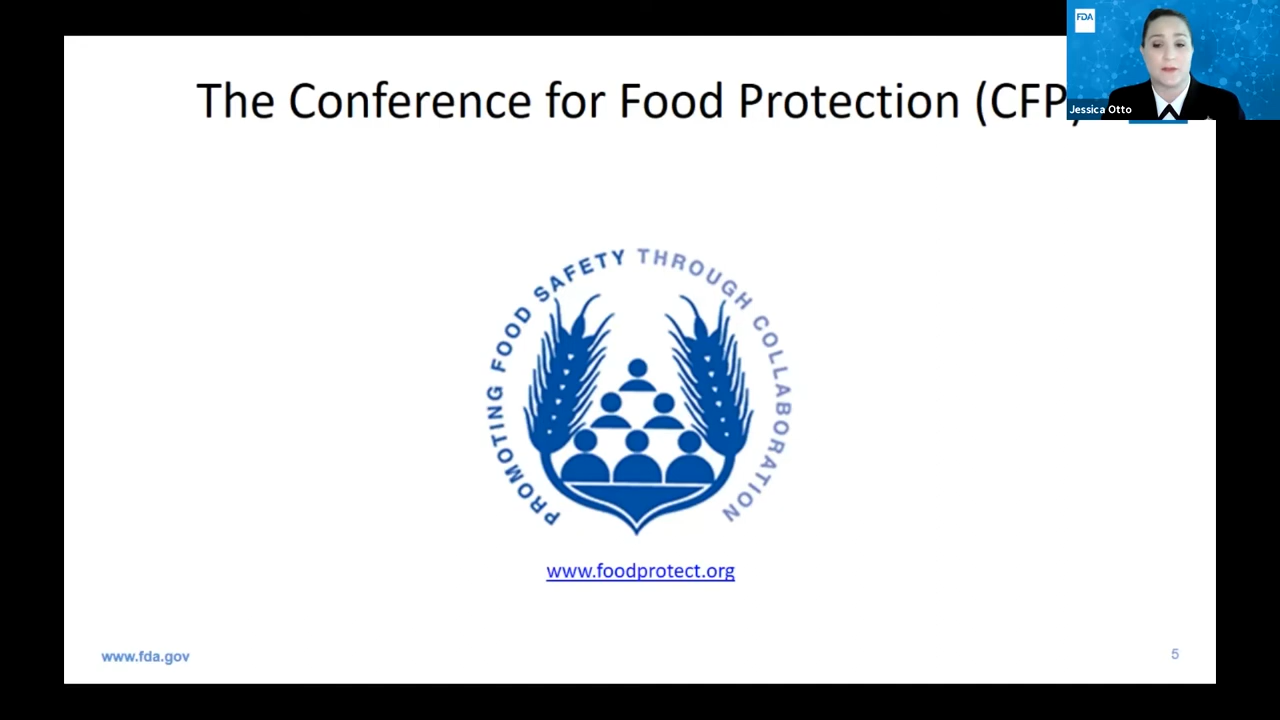 The Conference for Food Protection (CFP)
FDA
Jessica Otto
PROMOTING FOOD SAFETY THROUGH COLLABORATION
www.foodprotect.org
www.fda.gov
5